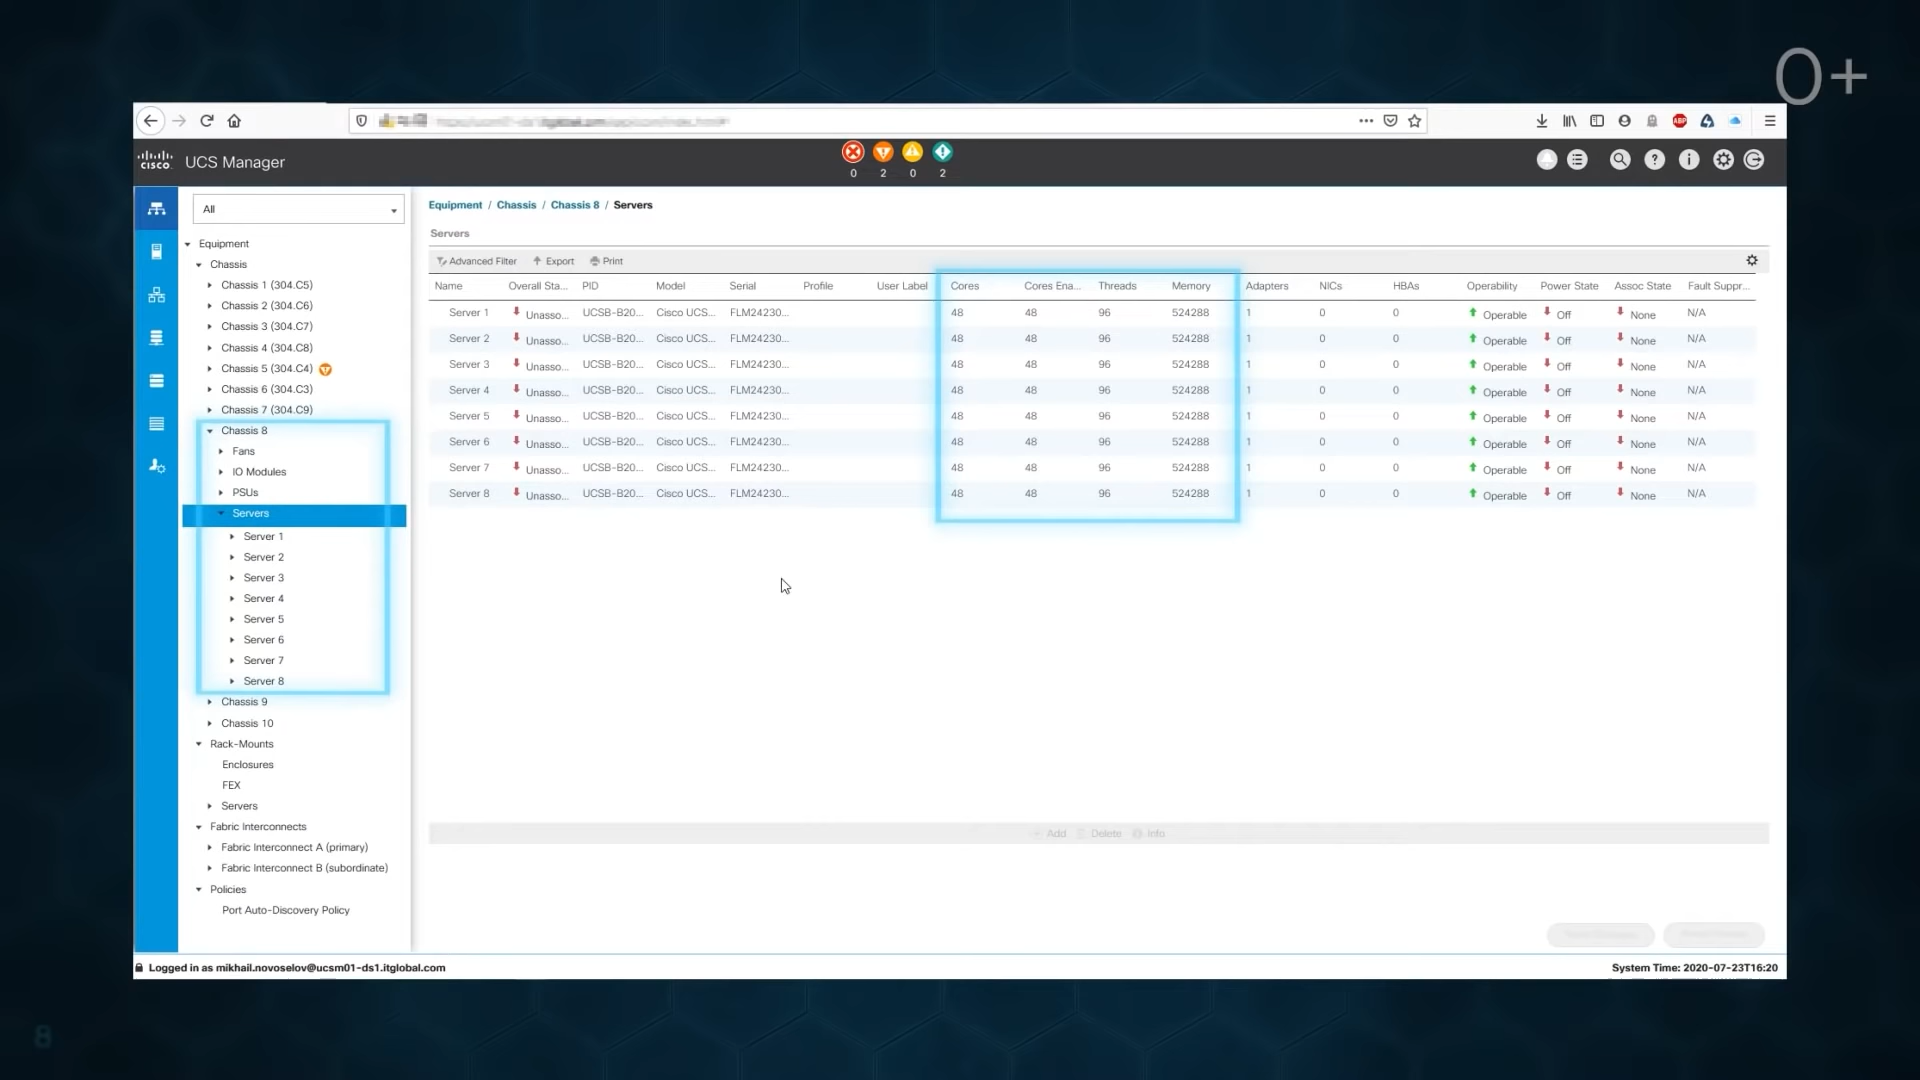 0+
CISCO UCS Manager
0 2 0 2
All
Equipment
Chassis
Chassis 1 (304.C5)
Chassis 2 (304.C6)
Chassis 3 (304.C7)
Chassis 4 (304.C8)
Chassis 5 (304.C4)
Chassis 6 (304.C3)
Chassis 7 (304.C9)
Chassis 8
Fans
IO Modules
PSUs
Servers
Server 1
Server 2
Server 3
Server 4
Server 5
Server 6
Server 7
Server 8
Chassis 9
Chassis 10
Rack-Mounts
Enclosures
FEX
Servers
Fabric Interconnects
Fabric Interconnect A (primary)
Fabric Interconnect B (subordinate)
Policies
Port Auto-Discovery Policy
Equipment / Chassis / Chassis 8 / Servers
Servers
Advanced Filter Export Print
Name Overall Sta... PID Model Serial Profile User Label Cores Cores Ena... Threads Memory Adapters NICs HBAs Operability Power State Assoc State Fault Suppr...
Server 1 Unasso... UCSB-B20... Cisco UCS... FLM24230... 48 48 96 524288 1 0 0 Operable Off None N/A
Server 2 Unasso... UCSB-B20... Cisco UCS... FLM24230... 48 48 96 524288 1 0 0 Operable Off None N/A
Server 3 Unasso... UCSB-B20... Cisco UCS... FLM24230... 48 48 96 524288 1 0 0 Operable Off None N/A
Server 4 Unasso... UCSB-B20... Cisco UCS... FLM24230... 48 48 96 524288 1 0 0 Operable Off None N/A
Server 5 Unasso... UCSB-B20... Cisco UCS... FLM24230... 48 48 96 524288 1 0 0 Operable Off None N/A
Server 6 Unasso... UCSB-B20... Cisco UCS... FLM24230... 48 48 96 524288 1 0 0 Operable Off None N/A
Server 7 Unasso... UCSB-B20... Cisco UCS... FLM24230... 48 48 96 524288 1 0 0 Operable Off None N/A
Server 8 Unasso... UCSB-B20... Cisco UCS... FLM24230... 48 48 96 524288 1 0 0 Operable Off None N/A
Add Delete Info
Logged in as mikhail.novoselov@ucsm01-ds1.itglobal.com
System Time: 2020-07-23T16:20
8